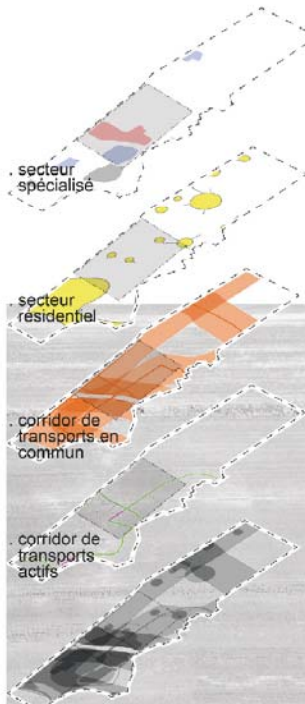 . secteur
spécialisé
. secteur
résidentiel
. corridor de
transports en
commun
. corridor de
transports
actifs